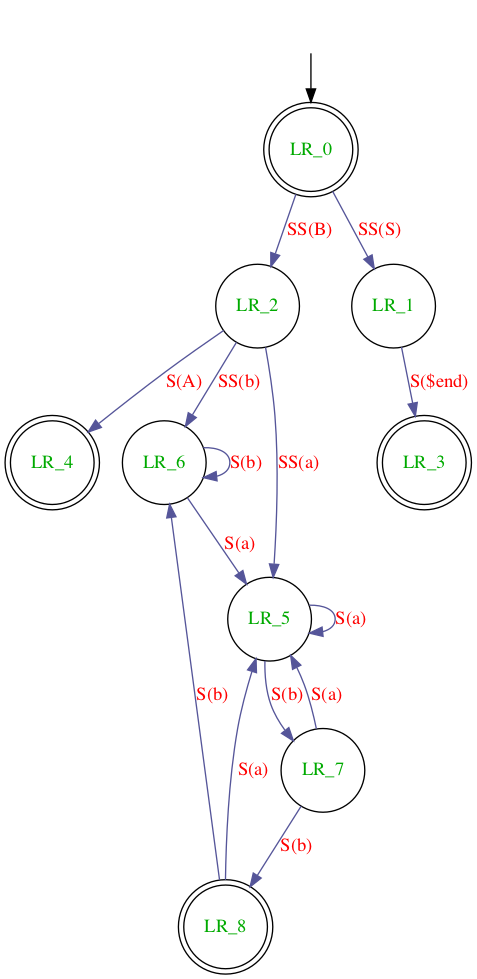 LR_0
SS(B)
SS(S)
LR_2
LR_1
S(A)
SS(b)
S($end)
LR_4
LR_6
S(b)
SS(a)
LR_3
S(a)
LR_5
S(a)
S(b)
S(b)
S(a)
LR_7
S(a)
S(b)
LR_8